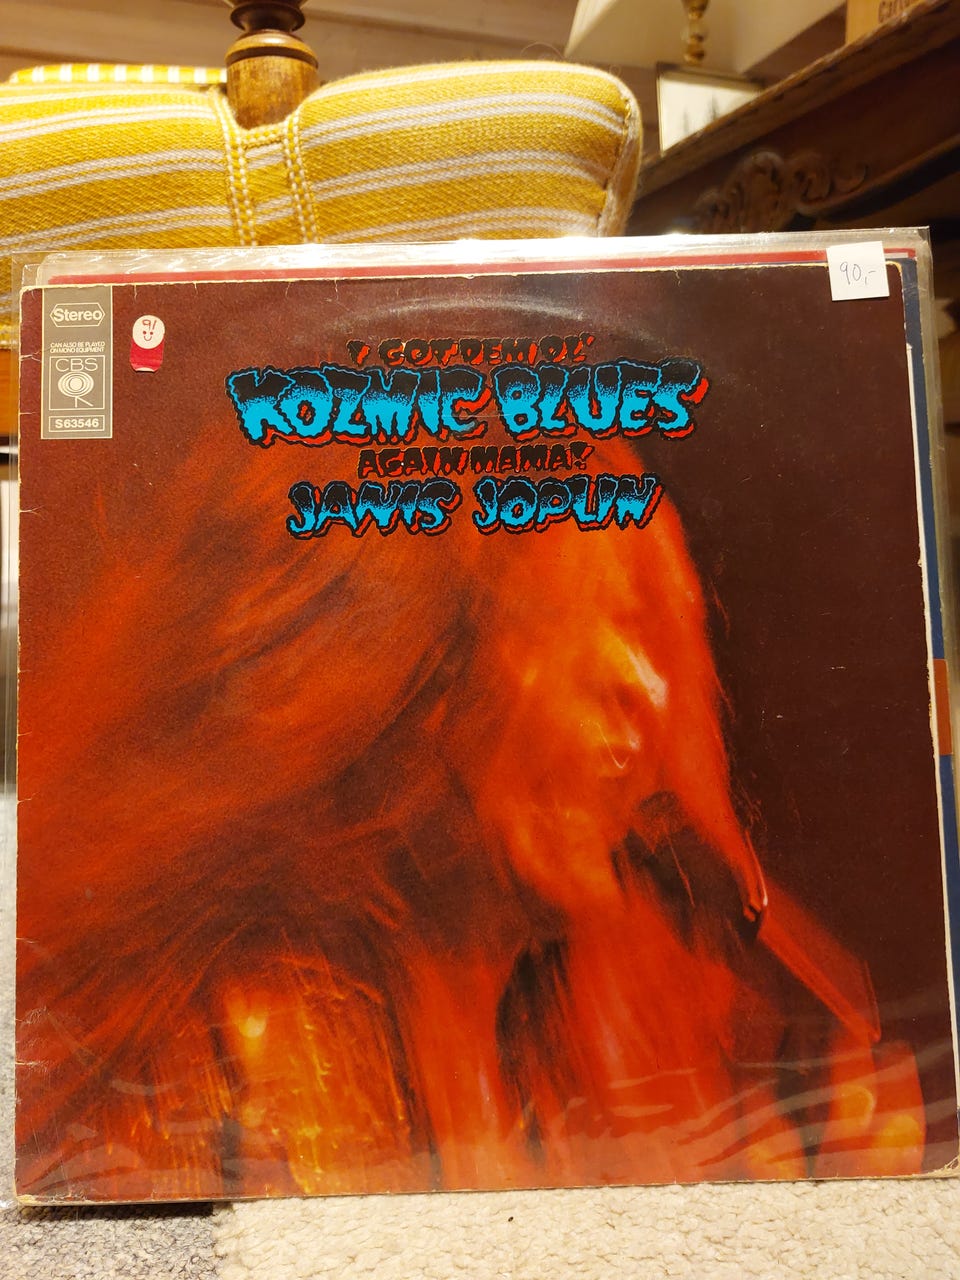 90,-
Stereo
CAN ALSO BE PLAYED
ON MONO EQUIPMENT
CBS
S63546
91
I GOT DEM OL'
KOZMIC BLUES
AGAIN MAMA!
JANIS JOPLIN